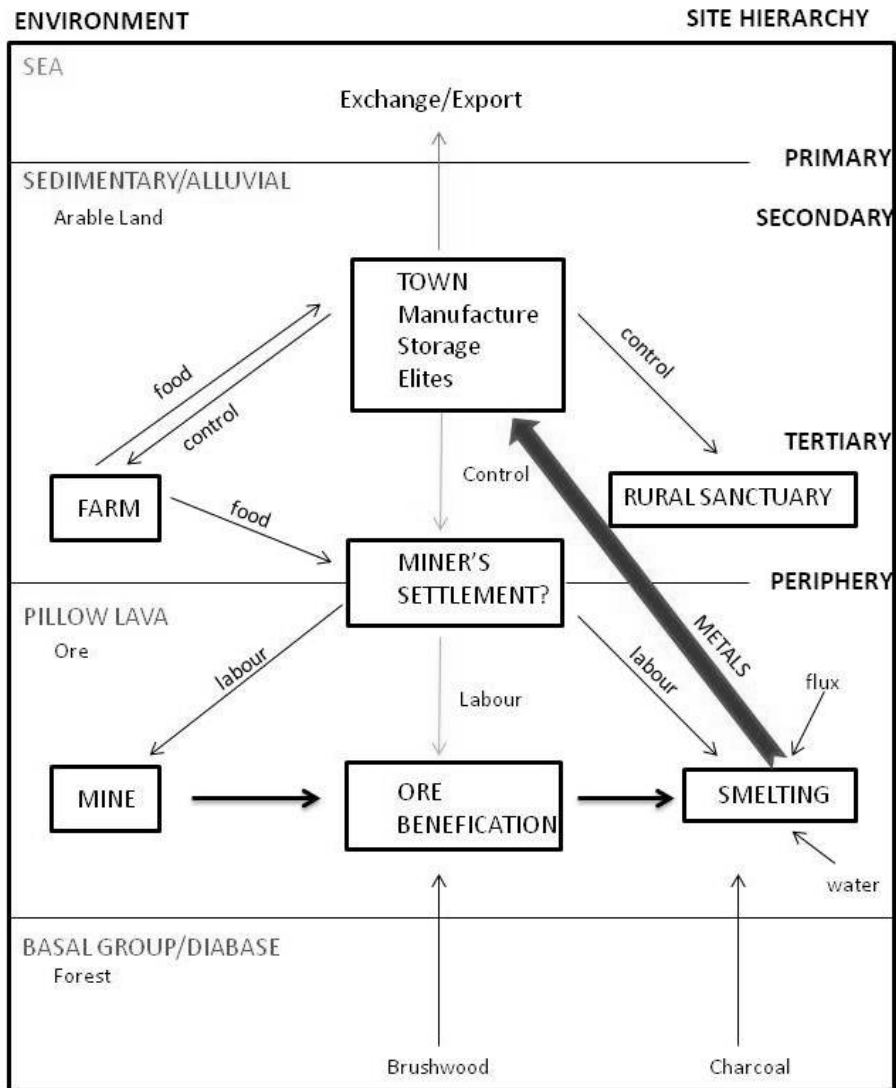 ENVIRONMENT
SITE HIERARCHY
SEA
Exchange/Export
PRIMARY
SEDIMENTARY/ALLUVIAL
Arable Land
SECONDARY
TOWN
Manufacture
Storage
Elites
food
control
control
TERTIARY
Control
FARM
RURAL SANCTUARY
food
MINER'S
SETTLEMENT?
PERIPHERY
PILLOW LAVA
Ore
METALS
labour
labour
flux
Labour
MINE
ORE
BENEFICATION
SMELTING
water
BASAL GROUP/DIABASE
Forest
Brushwood
Charcoal